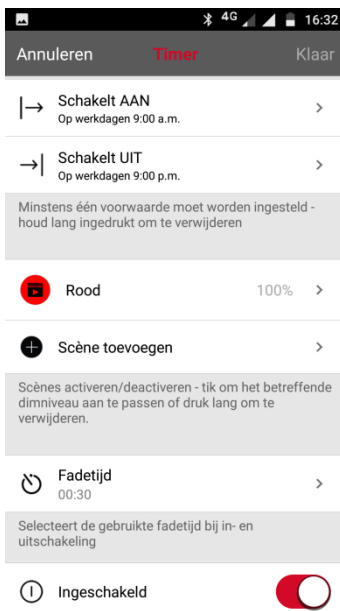 4G 16:32
Annuleren Timer Klaar
Schakelt AAN
Op werkdagen 9:00 a.m.
Schakelt UIT
Op werkdagen 9:00 p.m.
Minstens één voorwaarde moet worden ingesteld -
houd lang ingedrukt om te verwijderen
Rood 100%
Scène toevoegen
Scènes activeren/deactiveren - tik om het betreffende
dimniveau aan te passen of druk lang om te
verwijderen.
Fadetijd
00:30
Selecteert de gebruikte fadetijd bij in- en
uitschakeling
Ingeschakeld